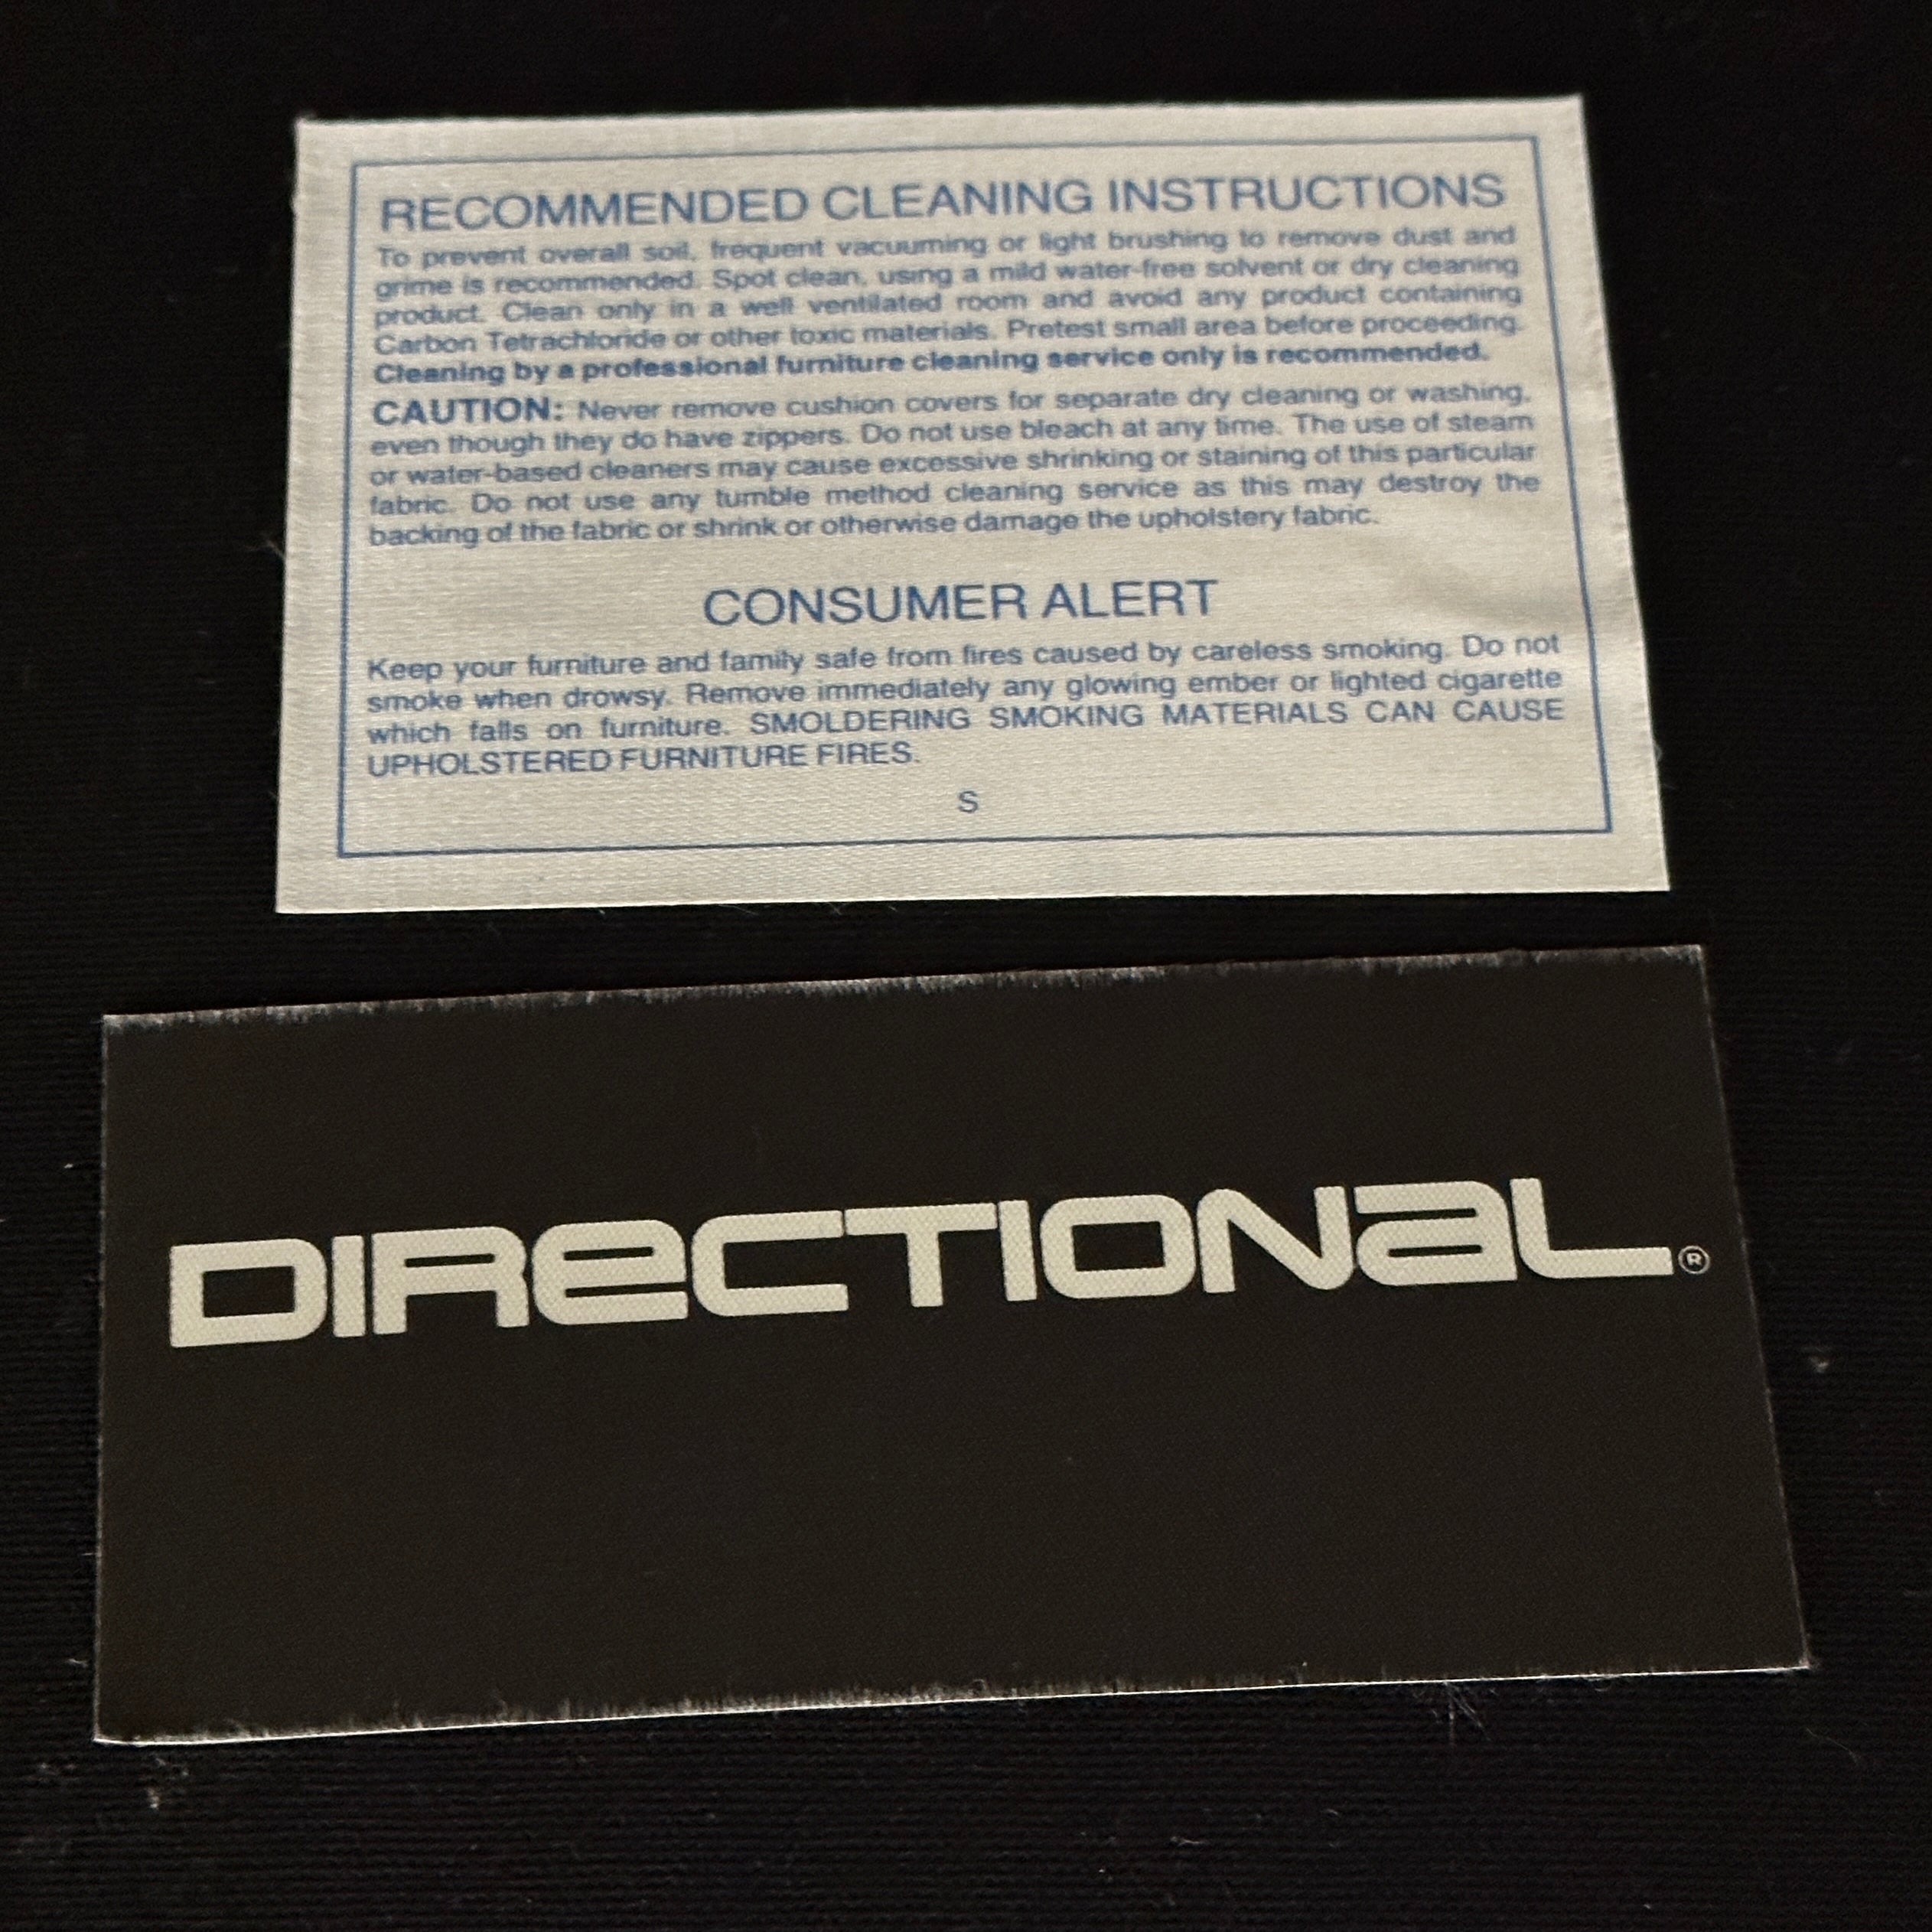 RECOMMENDED CLEANING INSTRUCTIONS
To prevent overall soil, frequent vacuuming or light brushing to remove dust and
grime is recommended. Spot clean, using a mild water-free solvent or dry cleaning
product. Clean only in a well ventilated room and avoid any product containing
Carbon Tetrachloride or other toxic materials. Pretest small area before proceeding.
Cleaning by a professional furniture cleaning service only is recommended.
CAUTION: Never remove cushion covers for separate dry cleaning or washing,
even though they do have zippers. Do not use bleach at any time. The use of steam
or water-based cleaners may cause excessive shrinking or staining of this particular
fabric. Do not use any tumble method cleaning service as this may destroy the
backing of the fabric or shrink or otherwise damage the upholstery fabric.
CONSUMER ALERT
Keep your furniture and family safe from fires caused by careless smoking. Do not
smoke when drowsy. Remove immediately any glowing ember or lighted cigarette
which falls on furniture. SMOLDERING SMOKING MATERIALS CAN CAUSE
UPHOLSTERED FURNITURE FIRES.
S
DIReCTIONaL®